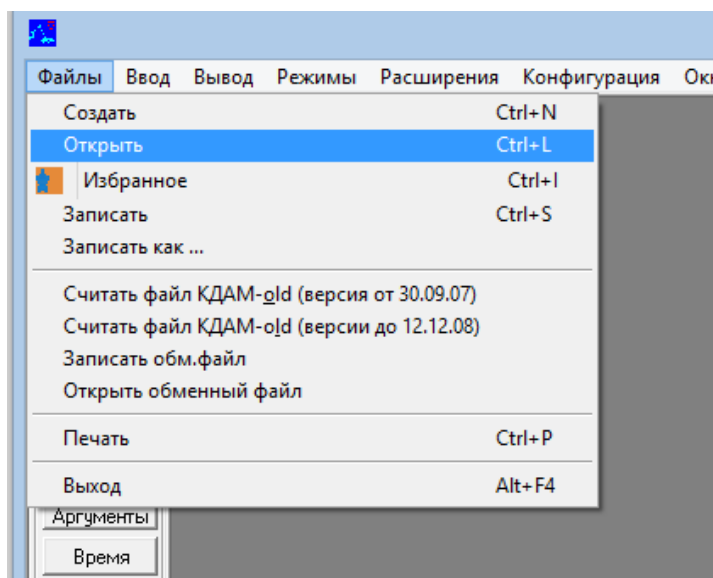 Файлы Ввод Вывод Режимы Расширения Конфигурация
Создать Ctrl+N
Открыть Ctrl+L
Избранное Ctrl+I
Записать Ctrl+S
Записать как ...
Считать файл КДАМ-old (версия от 30.09.07)
Считать файл КДАМ-old (версии до 12.12.08)
Записать обм.файл
Открыть обменный файл
Печать Ctrl+P
Выход Alt+F4
Аргументы
Время